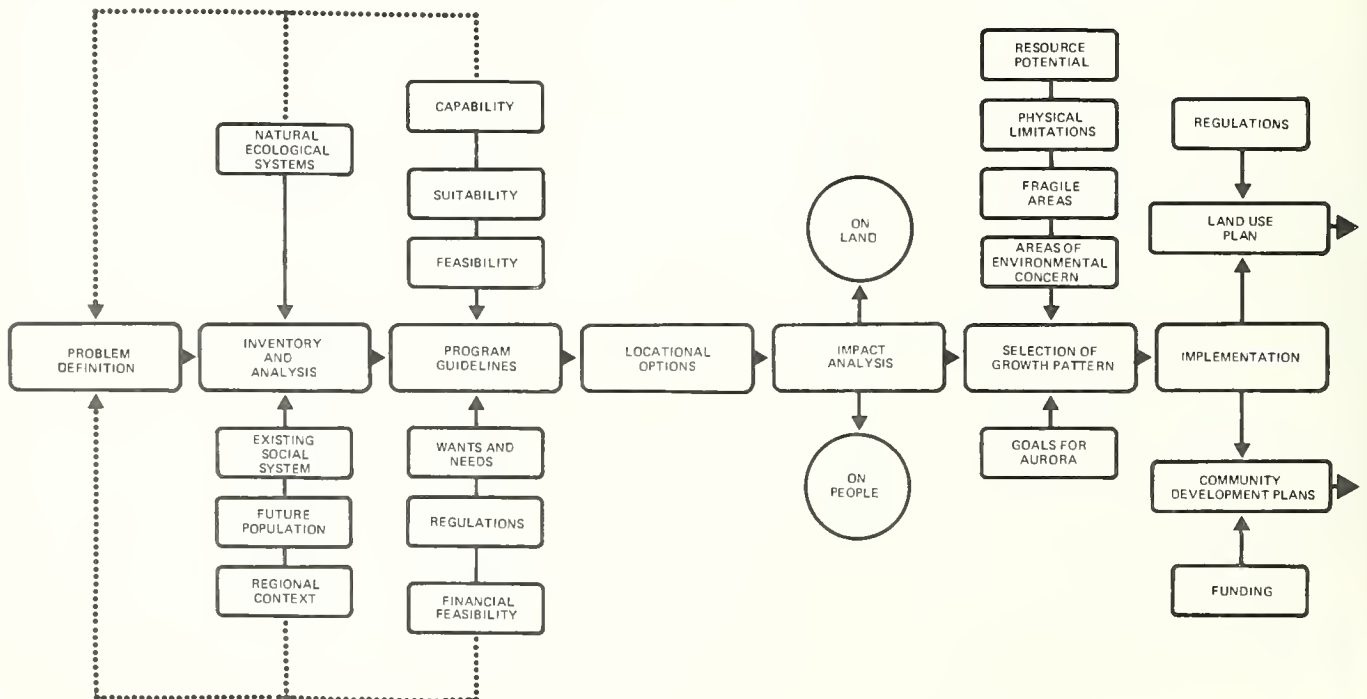 RESOURCE
POTENTIAL
CAPABILITY
PHYSICAL
LIMITATIONS
REGULATIONS
NATURAL
ECOLOGICAL
SYSTEMS
SUITABILITY
FRAGILE
AREAS
ON
LAND
LAND USE
PLAN
FEASIBILITY
AREAS OF
ENVIRONMENTAL
CONCERN
PROBLEM
DEFINITION
INVENTORY
AND
ANALYSIS
PROGRAM
GUIDELINES
LOCATIONAL
OPTIONS
IMPACT
ANALYSIS
SELECTION OF
GROWTH PATTERN
IMPLEMENTATION
EXISTING
SOCIAL
SYSTEM
WANTS AND
NEEDS
GOALS FOR
AURORA
ON
PEOPLE
COMMUNITY
DEVELOPMENT PLANS
FUTURE
POPULATION
REGULATIONS
REGIONAL
CONTEXT
FINANCIAL
FEASIBILITY
FUNDING